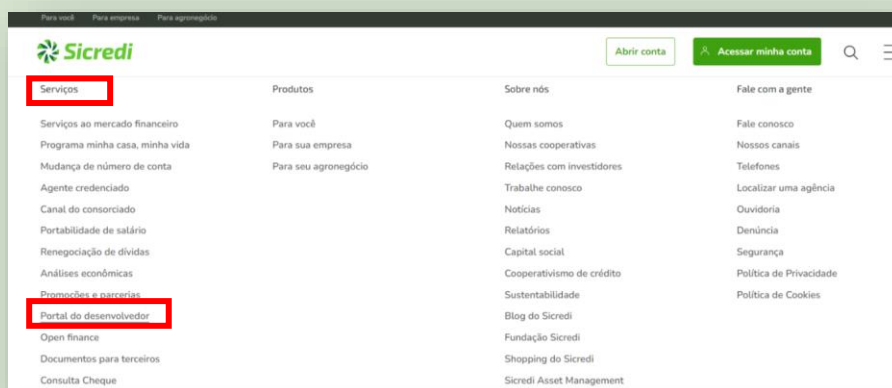 Para você Para empresa Para agronegócio
Sicredi
Abrir conta
Acessar minha conta
Serviços
Serviços ao mercado financeiro
Programa minha casa, minha vida
Mudança de número de conta
Agente credenciado
Canal do consorciado
Portabilidade de salário
Renegociação de dívidas
Análises econômicas
Promoções e parcerias
Portal do desenvolvedor
Open finance
Documentos para terceiros
Consulta Cheque
Produtos
Para você
Para sua empresa
Para seu agronegócio
Sobre nós
Quem somos
Nossas cooperativas
Relações com investidores
Trabalhe conosco
Notícias
Relatórios
Capital social
Cooperativismo de crédito
Sustentabilidade
Blog do Sicredi
Fundação Sicredi
Shopping do Sicredi
Sicredi Asset Management
Fale com a gente
Fale conosco
Nossos canais
Telefones
Localizar uma agência
Ouvidoria
Denúncia
Segurança
Política de Privacidade
Política de Cookies